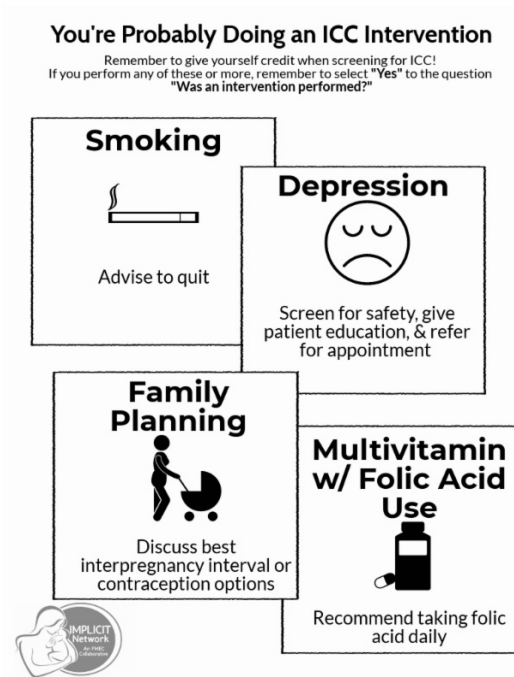 You're Probably Doing an ICC Intervention
Remember to give yourself credit when screening for ICC!
If you perform any of these or more, remember to select "Yes" to the question
"Was an intervention performed?"
Smoking
Advise to quit
Depression
Screen for safety, give
patient education, & refer
for appointment
Family
Planning
Discuss best
interpregnancy interval or
contraception options
Multivitamin
w/ Folic Acid
Use
Recommend taking folic
acid daily
IMPLICIT
Network
An FMEC
Collaborative